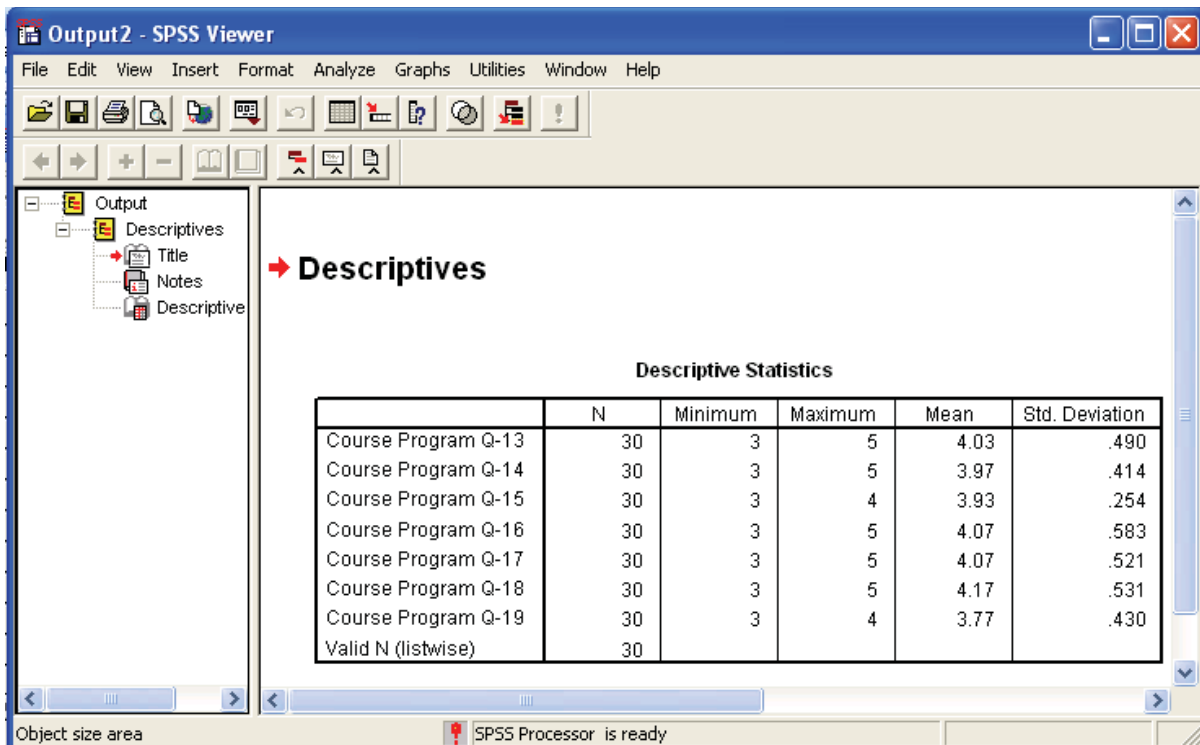 Output2 - SPSS Viewer
File Edit View Insert Format Analyze Graphs Utilities Window Help
Output
Descriptives
Title
Notes
Descriptive
Descriptives
Descriptive Statistics
N Minimum Maximum Mean Std. Deviation
Course Program Q-13 30 3 5 4.03 .490
Course Program Q-14 30 3 5 3.97 .414
Course Program Q-15 30 3 4 3.93 .254
Course Program Q-16 30 3 5 4.07 .583
Course Program Q-17 30 3 5 4.07 .521
Course Program Q-18 30 3 5 4.17 .531
Course Program Q-19 30 3 4 3.77 .430
Valid N (listwise) 30
Object size area SPSS Processor is ready